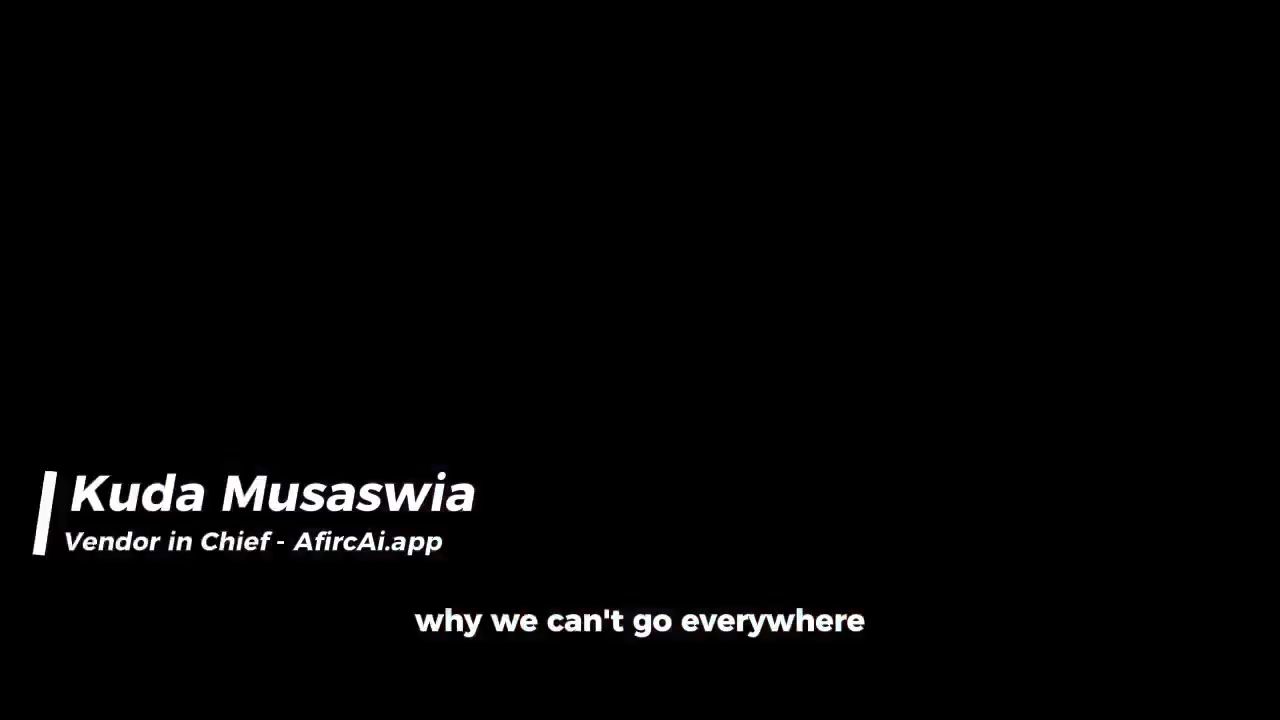 Kuda Musaswia
Vendor in Chief - AfircAi.app
why we can't go everywhere